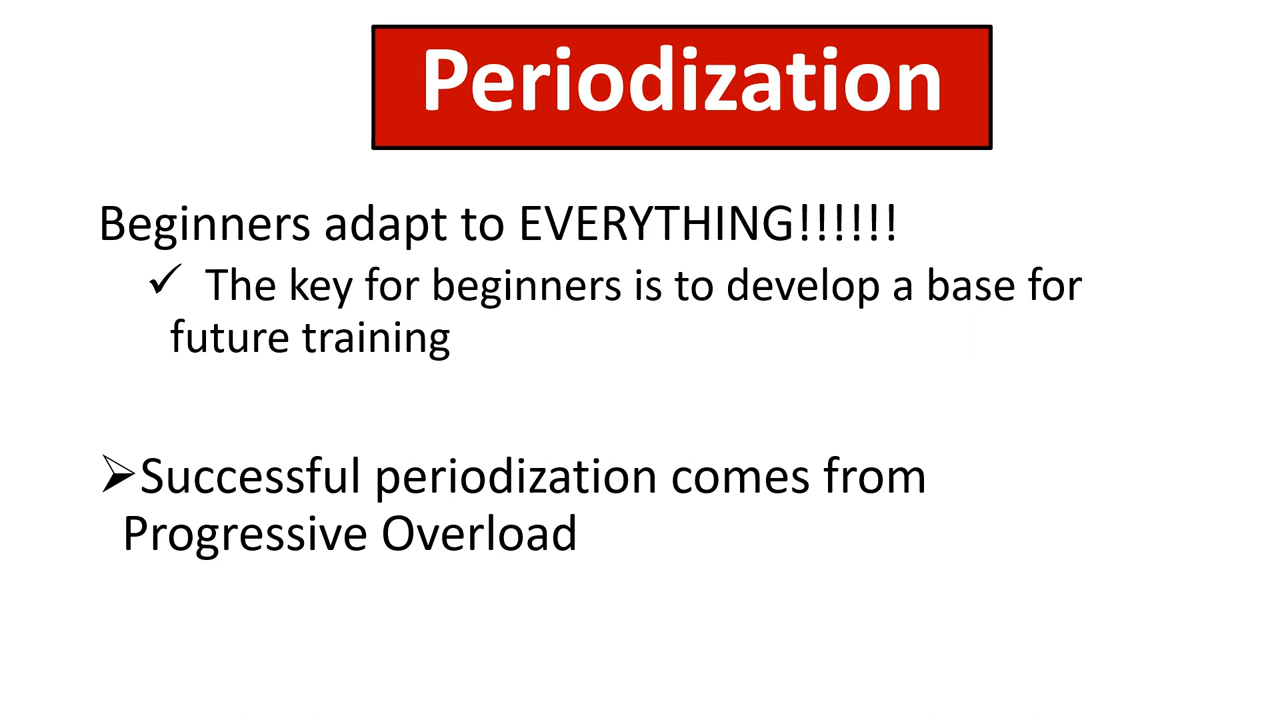 Periodization
Beginners adapt to EVERYTHING!!!!!!
✓ The key for beginners is to develop a base for
future training
➢Successful periodization comes from
Progressive Overload